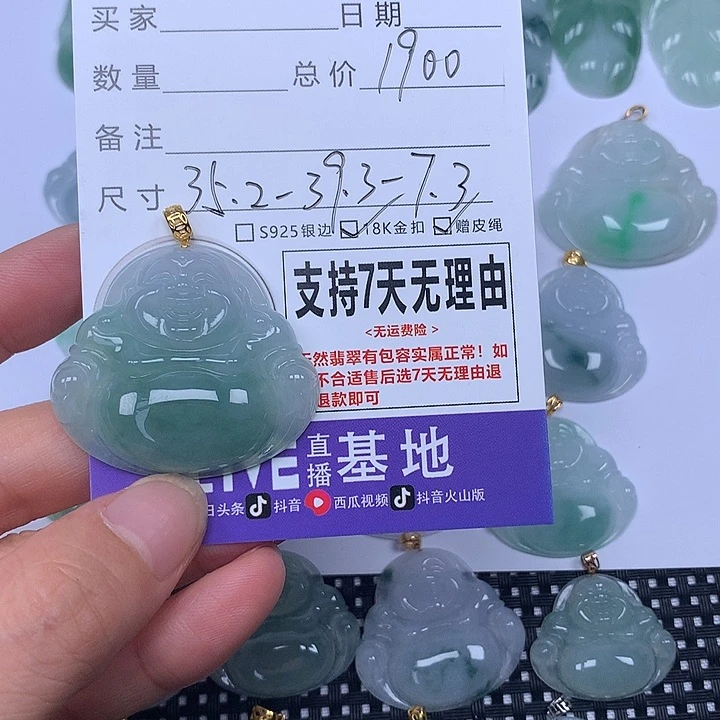 买家 日期
数量 总价 1900
备注
尺寸 35.2-39.3-7.3
S925银边 18K金扣 赠皮绳
支持7天无理由
<无运费险>
然翡翠有包容实属正常！如
不合适售后选7天无理由退
退款即可
LIVE 直播 基地
日头条 抖音 西瓜视频 抖音火山版